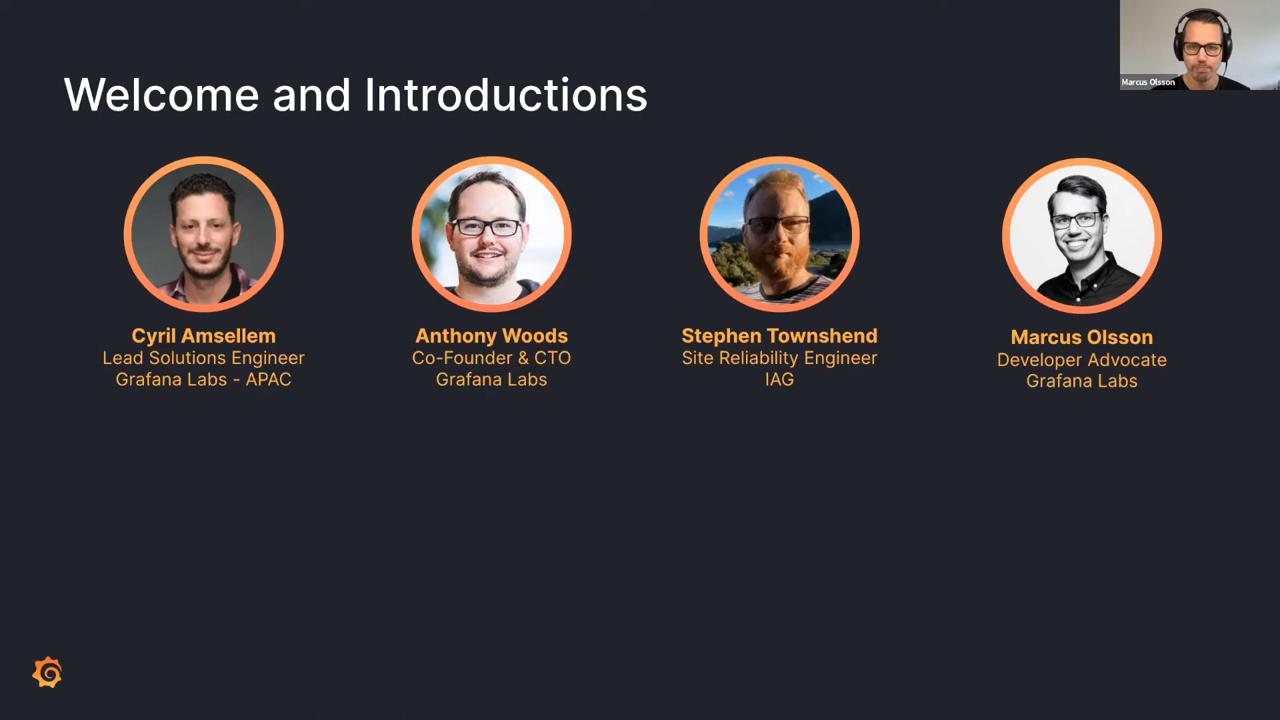 Marcus Olsson
Welcome and Introductions
Cyril Amsellem
Lead Solutions Engineer
Grafana Labs - APAC
Anthony Woods
Co-Founder & CTO
Grafana Labs
Stephen Townshend
Site Reliability Engineer
IAG
Marcus Olsson
Developer Advocate
Grafana Labs